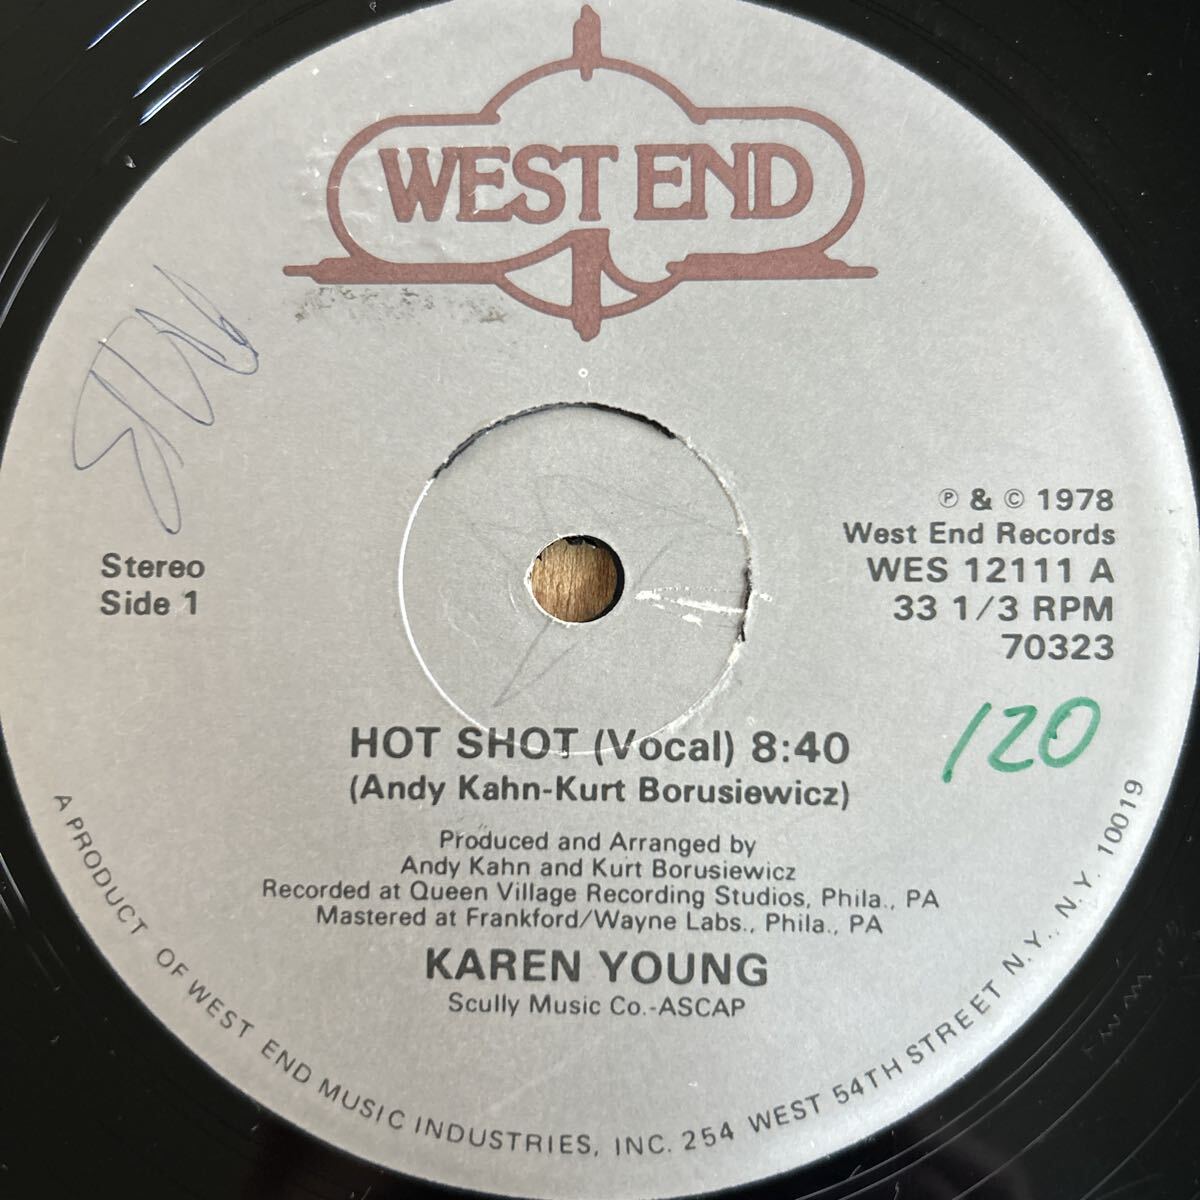 WEST END
Stereo
Side 1
℗ & © 1978
West End Records
WES 12111 A
33 1/3 RPM
70323
120
HOT SHOT (Vocal) 8:40
(Andy Kahn-Kurt Borusiewicz)
Produced and Arranged by
Andy Kahn and Kurt Borusiewicz
Recorded at Queen Village Recording Studios, Phila., PA
Mastered at Frankford/Wayne Labs., Phila., PA
KAREN YOUNG
Scully Music Co.-ASCAP
A PRODUCT OF WEST END MUSIC INDUSTRIES, INC. 254 WEST 54TH STREET N.Y., N.Y. 10019